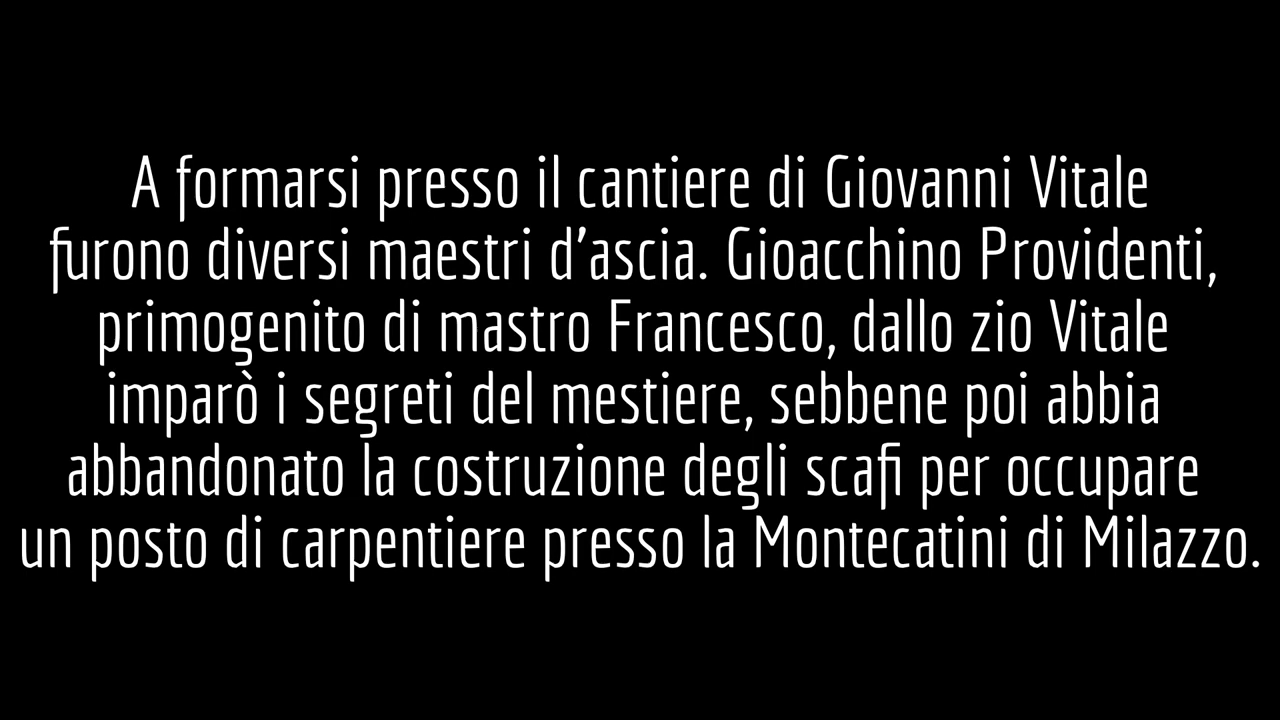 A formarsi presso il cantiere di Giovanni Vitale
furono diversi maestri d'ascia. Gioacchino Providenti,
primogenito di mastro Francesco, dallo zio Vitale
imparò i segreti del mestiere, sebbene poi abbia
abbandonato la costruzione degli scafi per occupare
un posto di carpentiere presso la Montecatini di Milazzo.